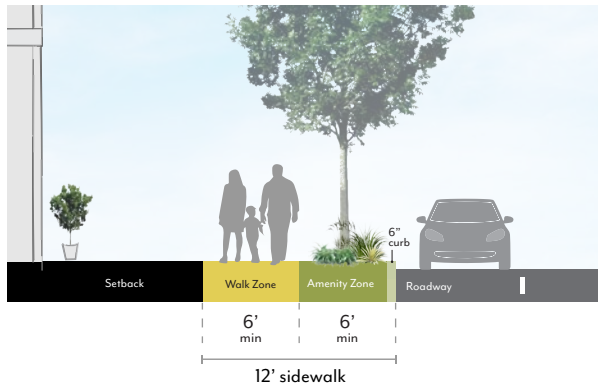 6”
curb
Setback
Walk Zone
Amenity Zone
Roadway
6’
min
6’
min
12’ sidewalk